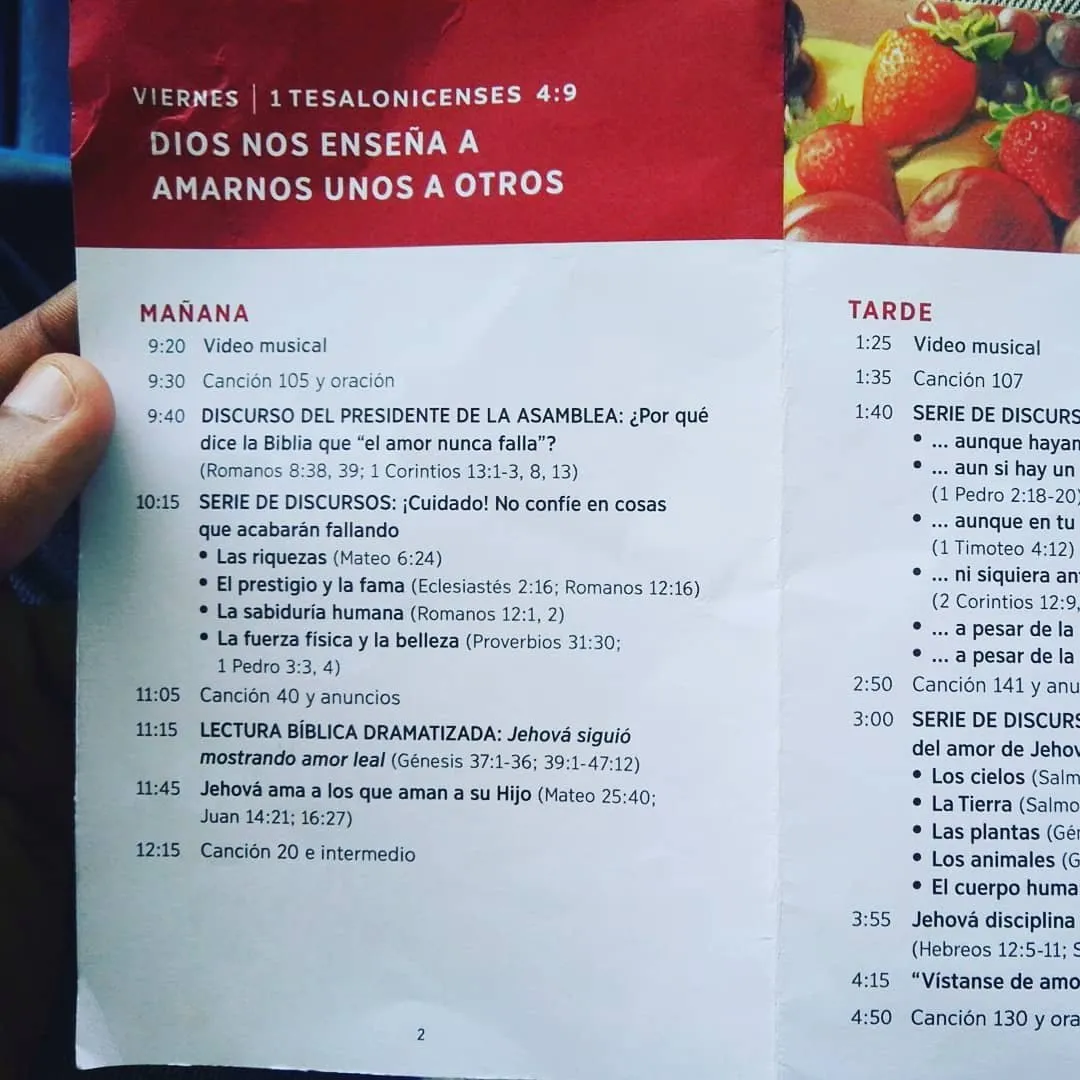 VIERNES | 1 TESALONICENSES 4:9
DIOS NOS ENSEÑA A
AMARNOS UNOS A OTROS
MAÑANA
9:20 Video musical
9:30 Canción 105 y oración
9:40 DISCURSO DEL PRESIDENTE DE LA ASAMBLEA: ¿Por qué
dice la Biblia que “el amor nunca falla”?
(Romanos 8:38, 39; 1 Corintios 13:1-3, 8, 13)
10:15 SERIE DE DISCURSOS: ¡Cuidado! No confíe en cosas
que acabarán fallando
• Las riquezas (Mateo 6:24)
• El prestigio y la fama (Eclesiastés 2:16; Romanos 12:16)
• La sabiduría humana (Romanos 12:1, 2)
• La fuerza física y la belleza (Proverbios 31:30;
1 Pedro 3:3, 4)
11:05 Canción 40 y anuncios
11:15 LECTURA BÍBLICA DRAMATIZADA: Jehová siguió
mostrando amor leal (Génesis 37:1-36; 39:1-47:12)
11:45 Jehová ama a los que aman a su Hijo (Mateo 25:40;
Juan 14:21; 16:27)
12:15 Canción 20 e intermedio
2
TARDE
1:25 Video musical
1:35 Canción 107
1:40 SERIE DE
• ... aunque
• ... aun si hay un
(1 Pedro 2:18-20)
• ... aunque en tu
(1 Timoteo 4:12)
• ... ni siquiera
(2 Corintios 12:9,
• ... a pesar de la
• ... a pesar de la
2:50 Canción 141 y
3:00 SERIE DE
del amor de
• Los cielos
• La Tierra
• Las plantas
• Los animales
• El cuerpo
3:55 Jehová disciplina
(Hebreos 12:5-11;
4:15 “Vístanse de
4:50 Canción 130 y